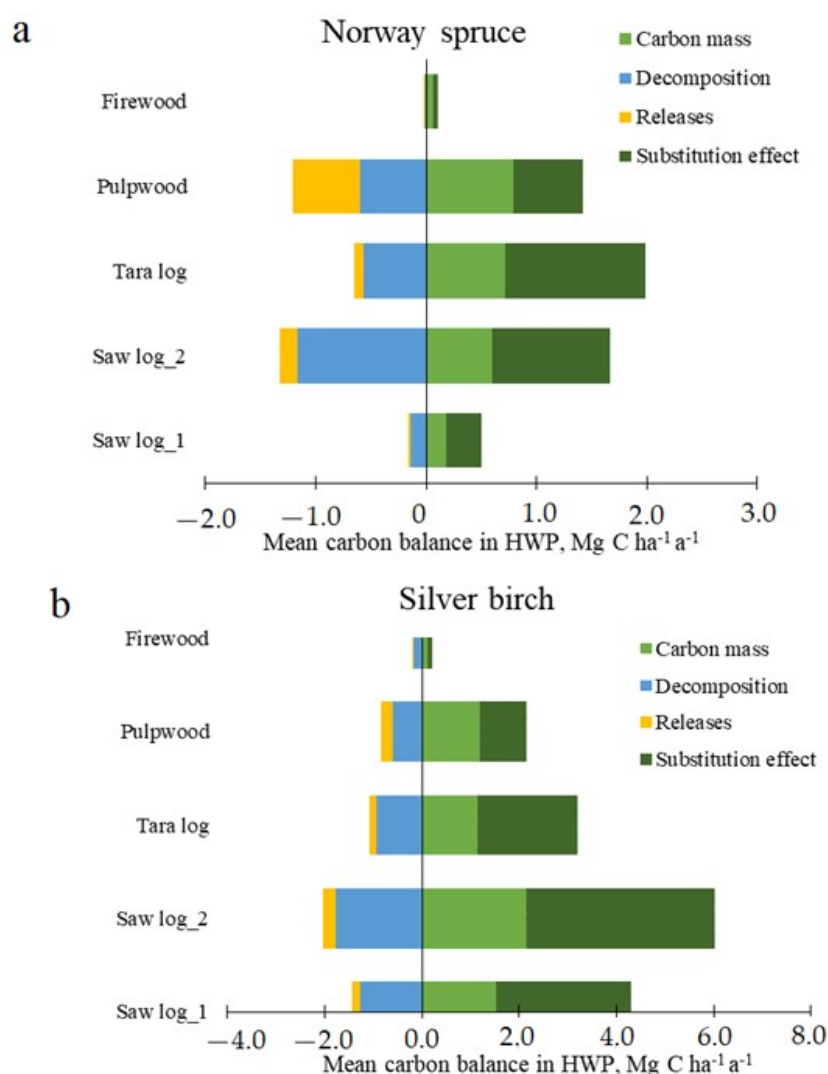 a
Norway spruce
Carbon mass
Decomposition
Releases
Substitution effect
Firewood
Pulpwood
Tara log
Saw log_2
Saw log_1
−2.0 −1.0 0 1.0 2.0 3.0
Mean carbon balance in HWP, Mg C ha⁻¹ a⁻¹
b
Silver birch
Carbon mass
Decomposition
Releases
Substitution effect
Firewood
Pulpwood
Tara log
Saw log_2
Saw log_1
−4.0 −2.0 0.0 2.0 4.0 6.0 8.0
Mean carbon balance in HWP, Mg C ha⁻¹ a⁻¹